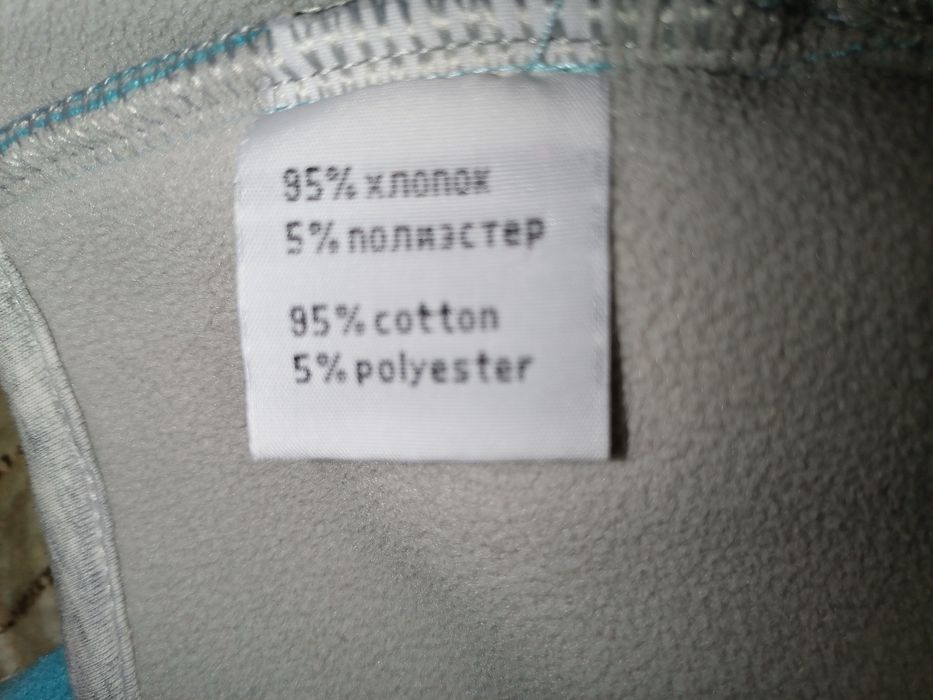 95% хлопок
5% полиэстер
95% cotton
5% polyester